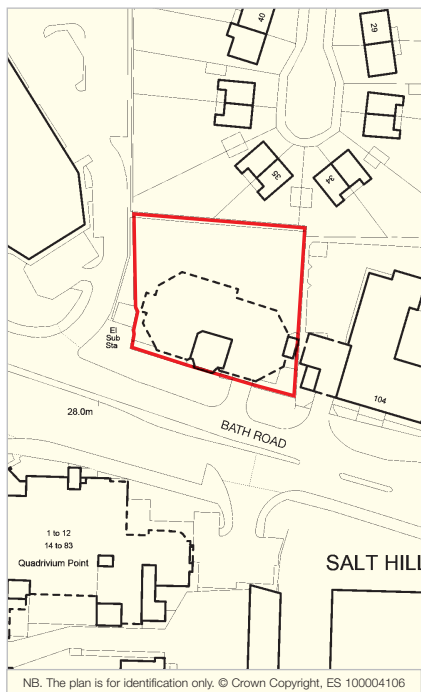 40
29
35
34
El
Sub
Sta
28.0m
104
BATH ROAD
1 to 12
14 to 83
Quadrivium Point
SALT HILL
NB. The plan is for identification only. © Crown Copyright, ES 100004106